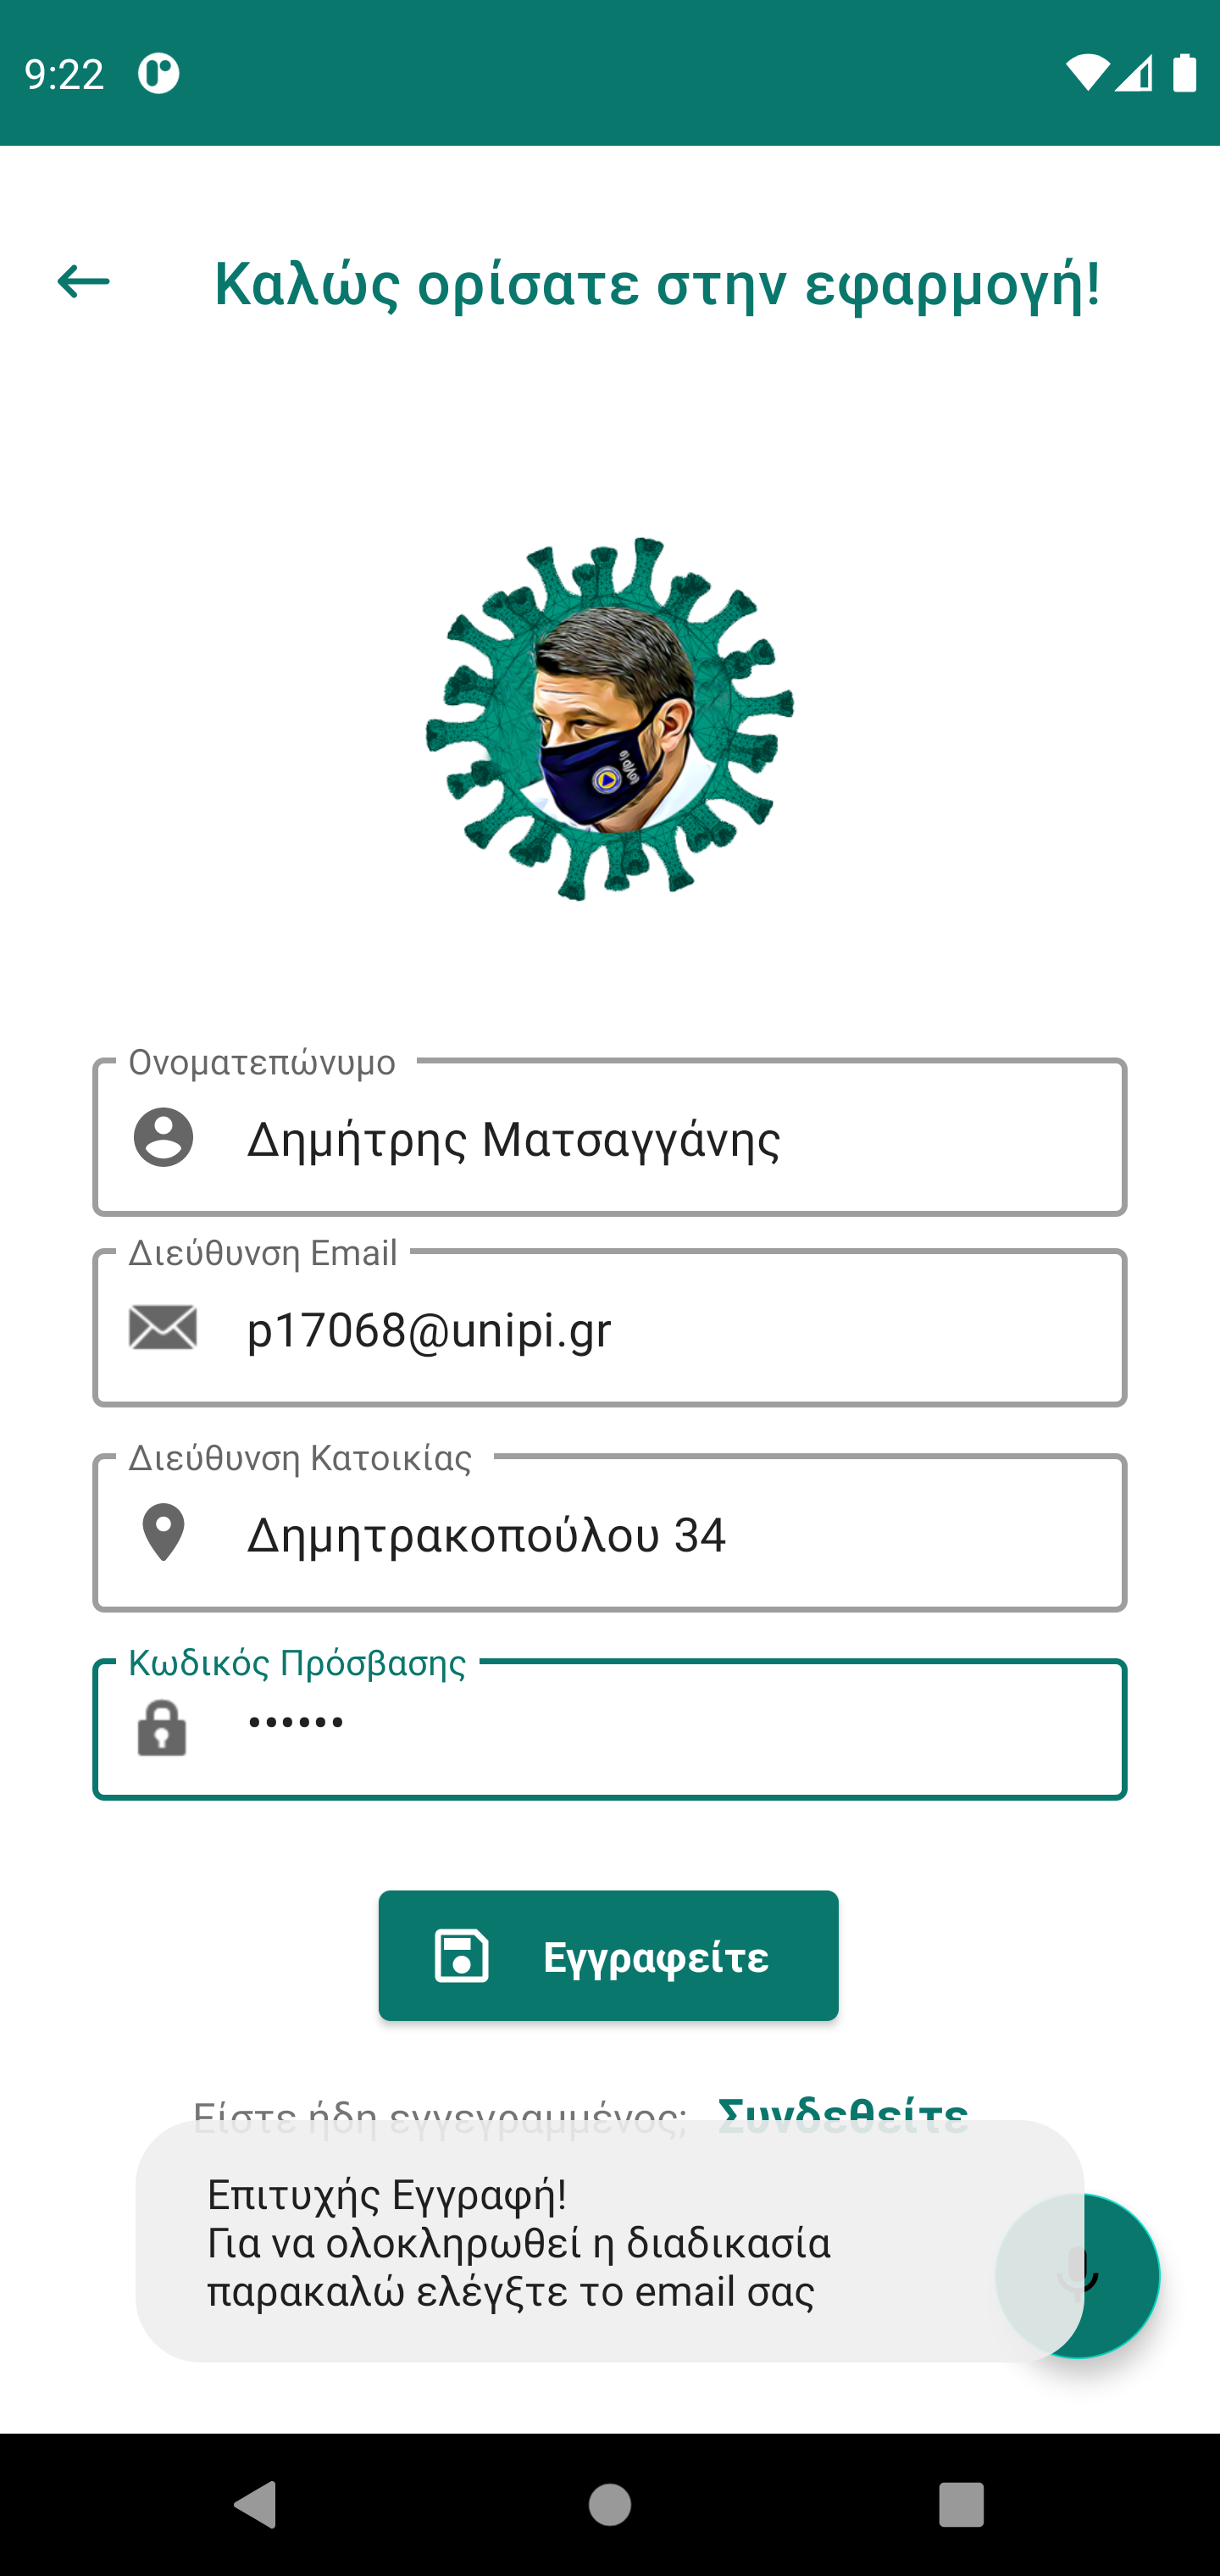 9:22
Καλώς ορίσατε στην εφαρμογή!
Ονοματεπώνυμο
Δημήτρης Ματσαγγάνης
Διεύθυνση Email
p17068@unipi.gr
Διεύθυνση Κατοικίας
Δημητρακοπούλου 34
Κωδικός Πρόσβασης
••••••
Εγγραφείτε
Είστε ήδη εγγεγραμμένος; Συνδεθείτε
Επιτυχής Εγγραφή!
Για να ολοκληρωθεί η διαδικασία
παρακαλώ ελέγξτε το email σας